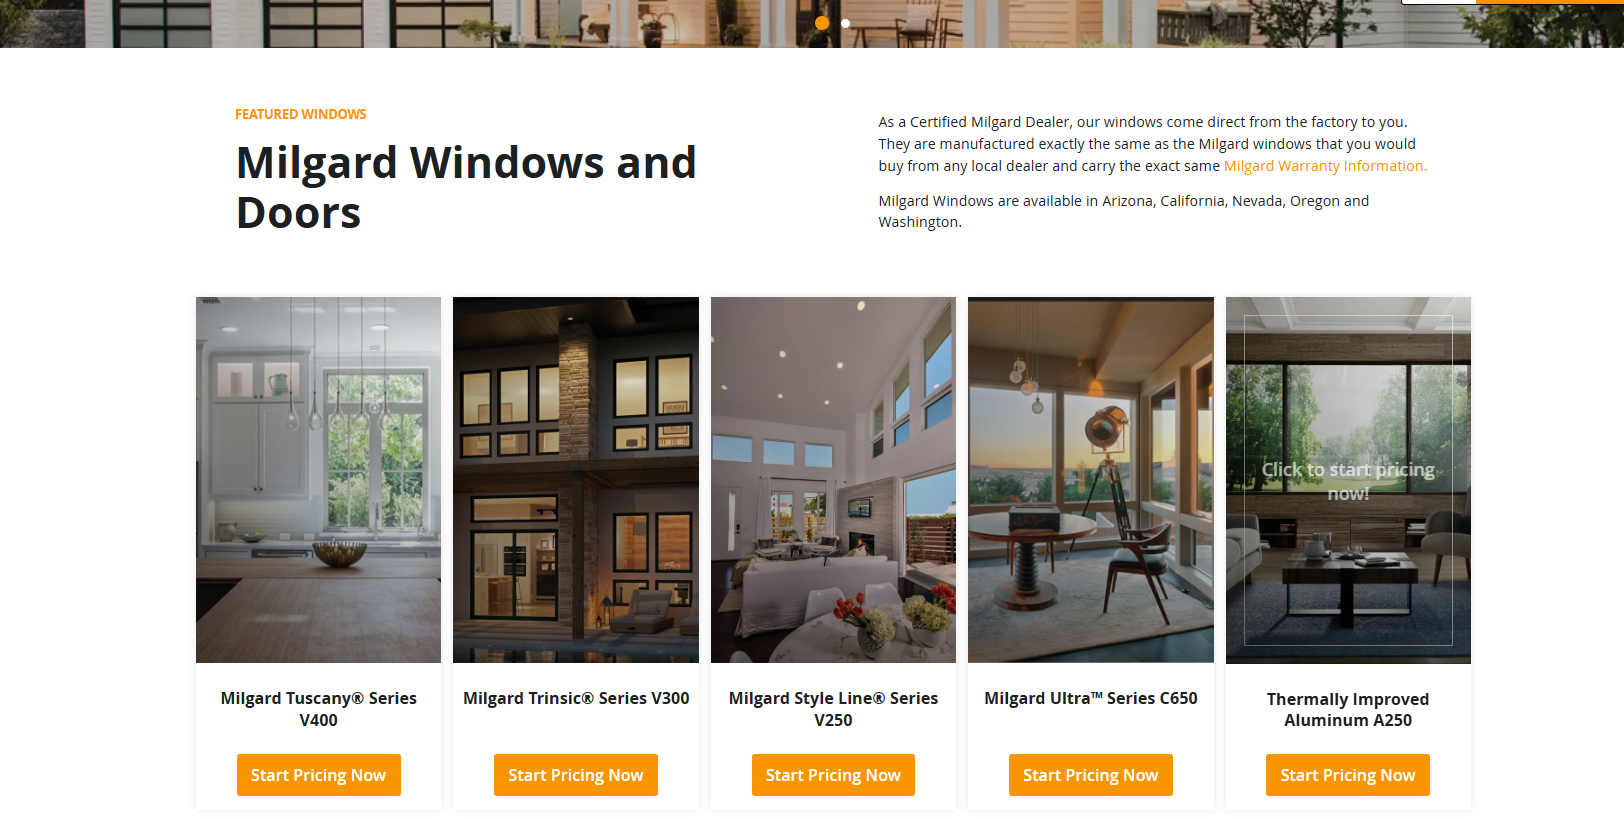 FEATURED WINDOWS
Milgard Windows and
Doors
As a Certified Milgard Dealer, our windows come direct from the factory to you.
They are manufactured exactly the same as the Milgard windows that you would
buy from any local dealer and carry the exact same Milgard Warranty Information.
Milgard Windows are available in Arizona, California, Nevada, Oregon and
Washington.
Click to start pricing
now!
Milgard Tuscany® Series
V400
Start Pricing Now
Milgard Trinsic® Series V300
Start Pricing Now
Milgard Style Line® Series
V250
Start Pricing Now
Milgard Ultra™ Series C650
Start Pricing Now
Thermally Improved
Aluminum A250
Start Pricing Now